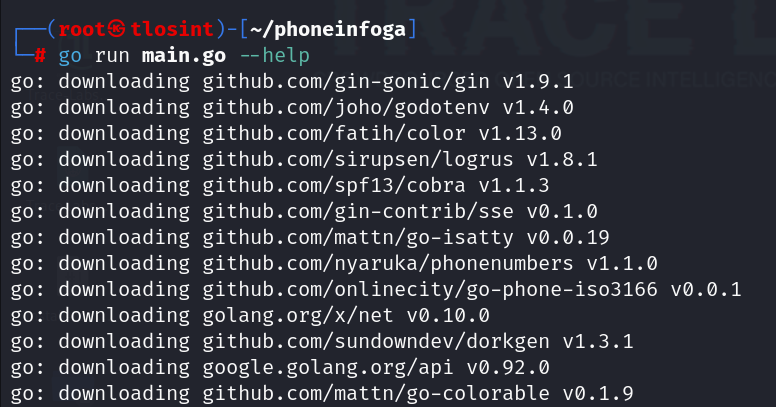 ┌──(root㉿tlosint)-[~/phoneinfoga]
└─# go run main.go --help
go: downloading github.com/gin-gonic/gin v1.9.1
go: downloading github.com/joho/godotenv v1.4.0
go: downloading github.com/fatih/color v1.13.0
go: downloading github.com/sirupsen/logrus v1.8.1
go: downloading github.com/spf13/cobra v1.1.3
go: downloading github.com/gin-contrib/sse v0.1.0
go: downloading github.com/mattn/go-isatty v0.0.19
go: downloading github.com/nyaruka/phonenumbers v1.1.0
go: downloading github.com/onlinecity/go-phone-iso3166 v0.0.1
go: downloading golang.org/x/net v0.10.0
go: downloading github.com/sundowndev/dorkgen v1.3.1
go: downloading google.golang.org/api v0.92.0
go: downloading github.com/mattn/go-colorable v0.1.9
TRACE
INTELLIGENC